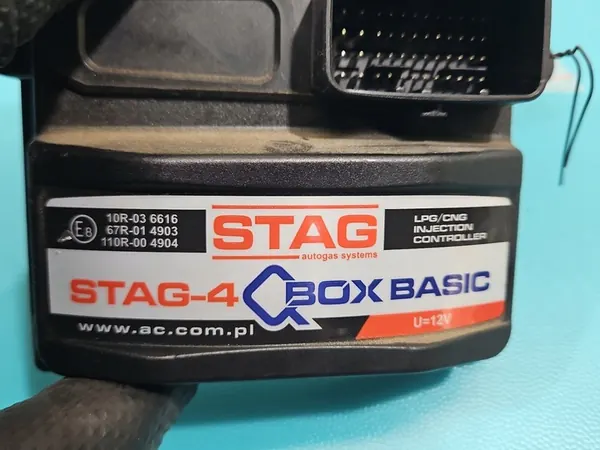 E8
10R-03 6616
67R-01 4903
110R-00 4904
STAG
autogas systems
LPG/CNG
INJECTION
CONTROLLER
STAG-4 QBOX BASIC
www.ac.com.pl
U=12V